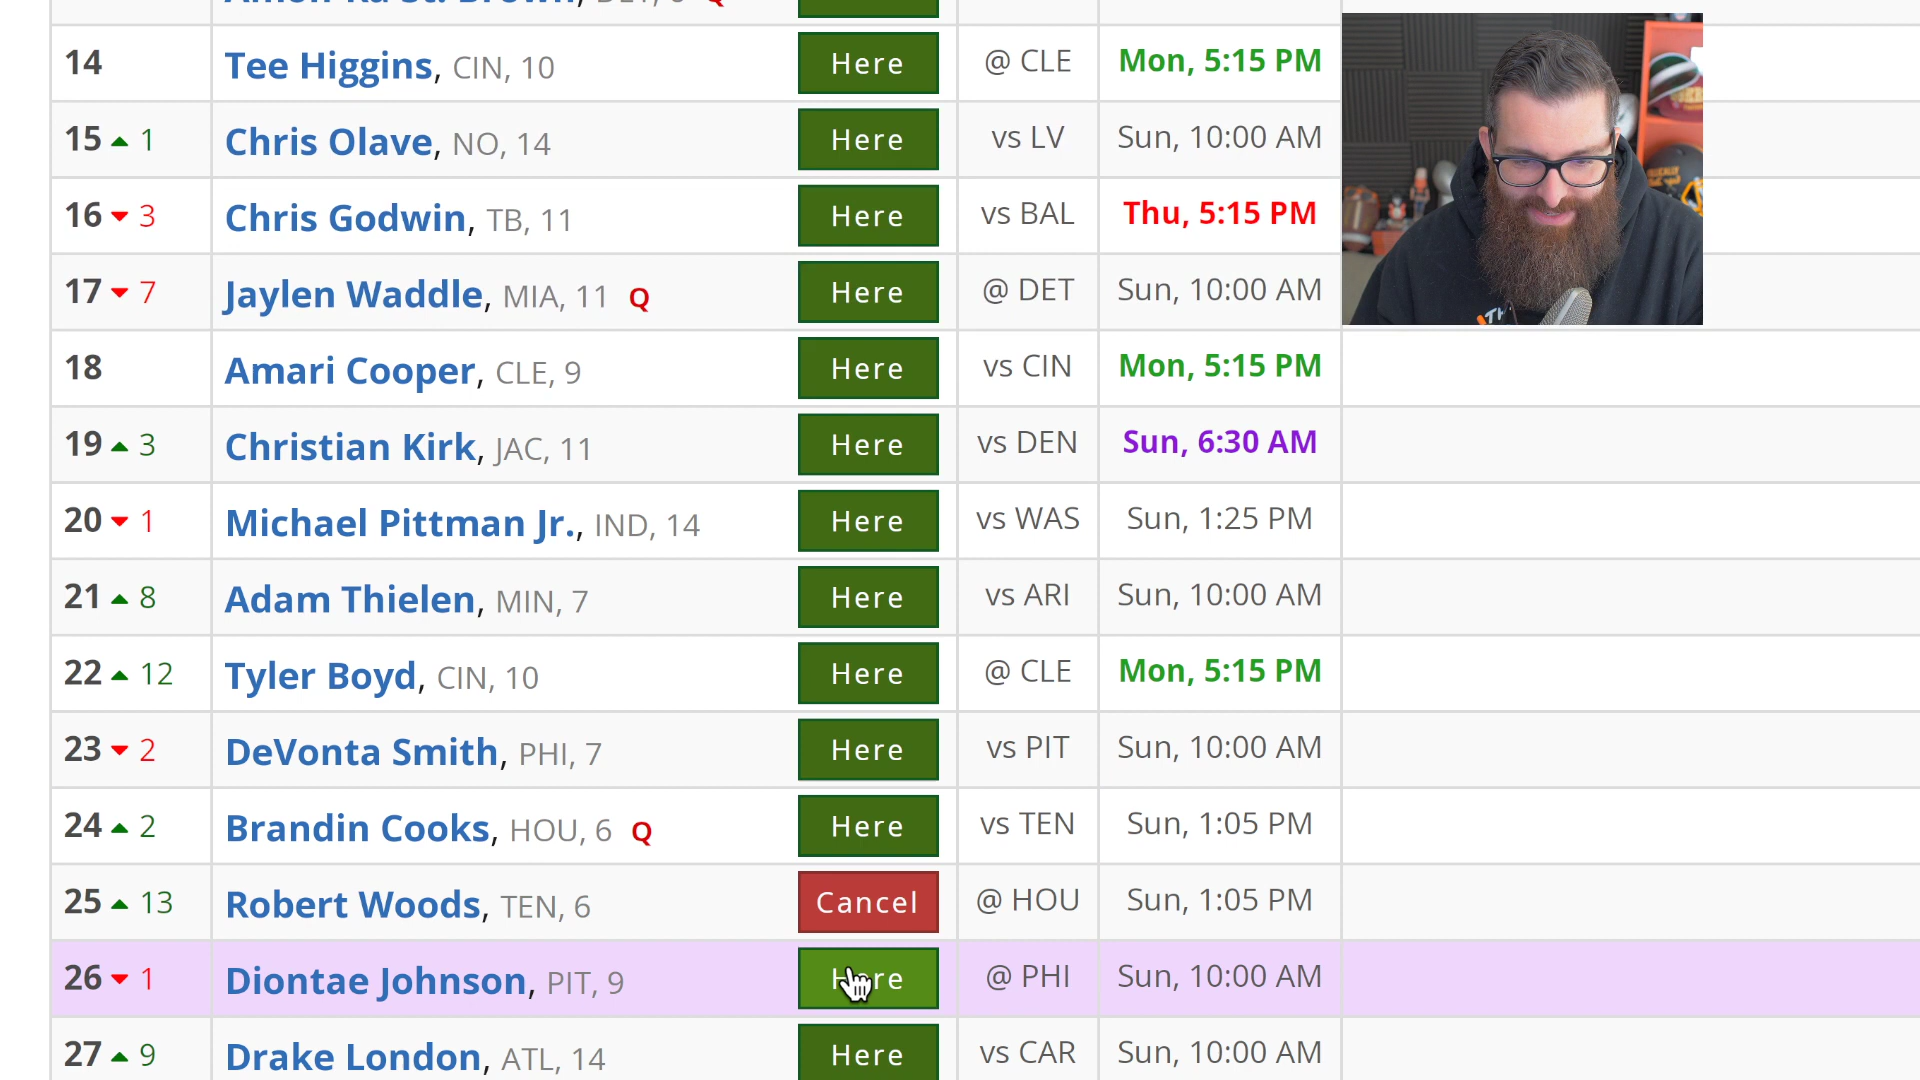 14 Tee Higgins, CIN, 10 Here @ CLE Mon, 5:15 PM
15 ▲ 1 Chris Olave, NO, 14 Here vs LV Sun, 10:00 AM
16 ▼ 3 Chris Godwin, TB, 11 Here vs BAL Thu, 5:15 PM
17 ▼ 7 Jaylen Waddle, MIA, 11 Q Here @ DET Sun, 10:00 AM
18 Amari Cooper, CLE, 9 Here vs CIN Mon, 5:15 PM
19 ▲ 3 Christian Kirk, JAC, 11 Here vs DEN Sun, 6:30 AM
20 ▼ 1 Michael Pittman Jr., IND, 14 Here vs WAS Sun, 1:25 PM
21 ▲ 8 Adam Thielen, MIN, 7 Here vs ARI Sun, 10:00 AM
22 ▲ 12 Tyler Boyd, CIN, 10 Here @ CLE Mon, 5:15 PM
23 ▼ 2 DeVonta Smith, PHI, 7 Here vs PIT Sun, 10:00 AM
24 ▲ 2 Brandin Cooks, HOU, 6 Q Here vs TEN Sun, 1:05 PM
25 ▲ 13 Robert Woods, TEN, 6 Cancel @ HOU Sun, 1:05 PM
26 ▼ 1 Diontae Johnson, PIT, 9 Here @ PHI Sun, 10:00 AM
27 ▲ 9 Drake London, ATL, 14 Here vs CAR Sun, 10:00 AM